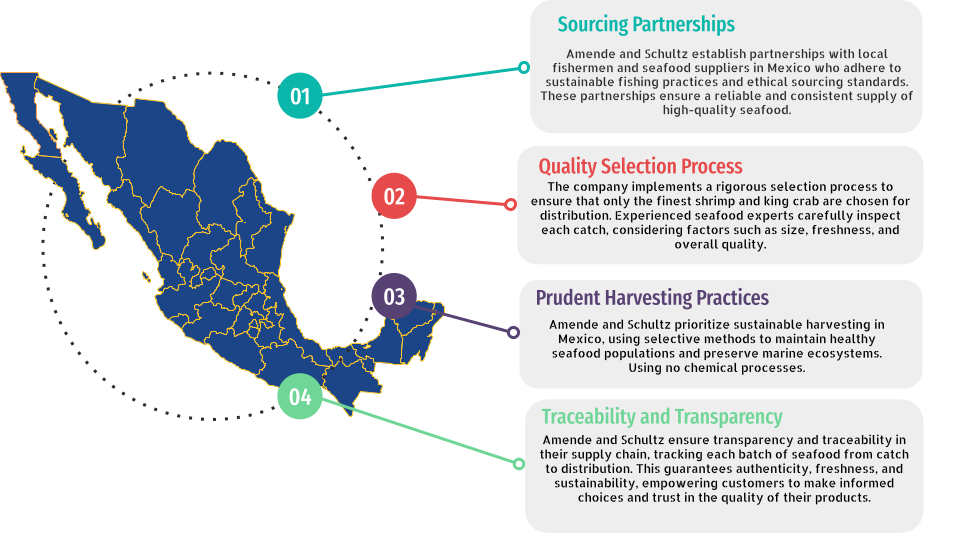 01
Sourcing Partnerships
Amende and Schultz establish partnerships with local
fishermen and seafood suppliers in Mexico who adhere to
sustainable fishing practices and ethical sourcing standards.
These partnerships ensure a reliable and consistent supply of
high-quality seafood.
02
Quality Selection Process
The company implements a rigorous selection process to
ensure that only the finest shrimp and king crab are chosen for
distribution. Experienced seafood experts carefully inspect
each catch, considering factors such as size, freshness, and
overall quality.
03
Prudent Harvesting Practices
Amende and Schultz prioritize sustainable harvesting in
Mexico, using selective methods to maintain healthy
seafood populations and preserve marine ecosystems.
Using no chemical processes.
04
Traceability and Transparency
Amende and Schultz ensure transparency and traceability in
their supply chain, tracking each batch of seafood from catch
to distribution. This guarantees authenticity, freshness, and
sustainability, empowering customers to make informed
choices and trust in the quality of their products.